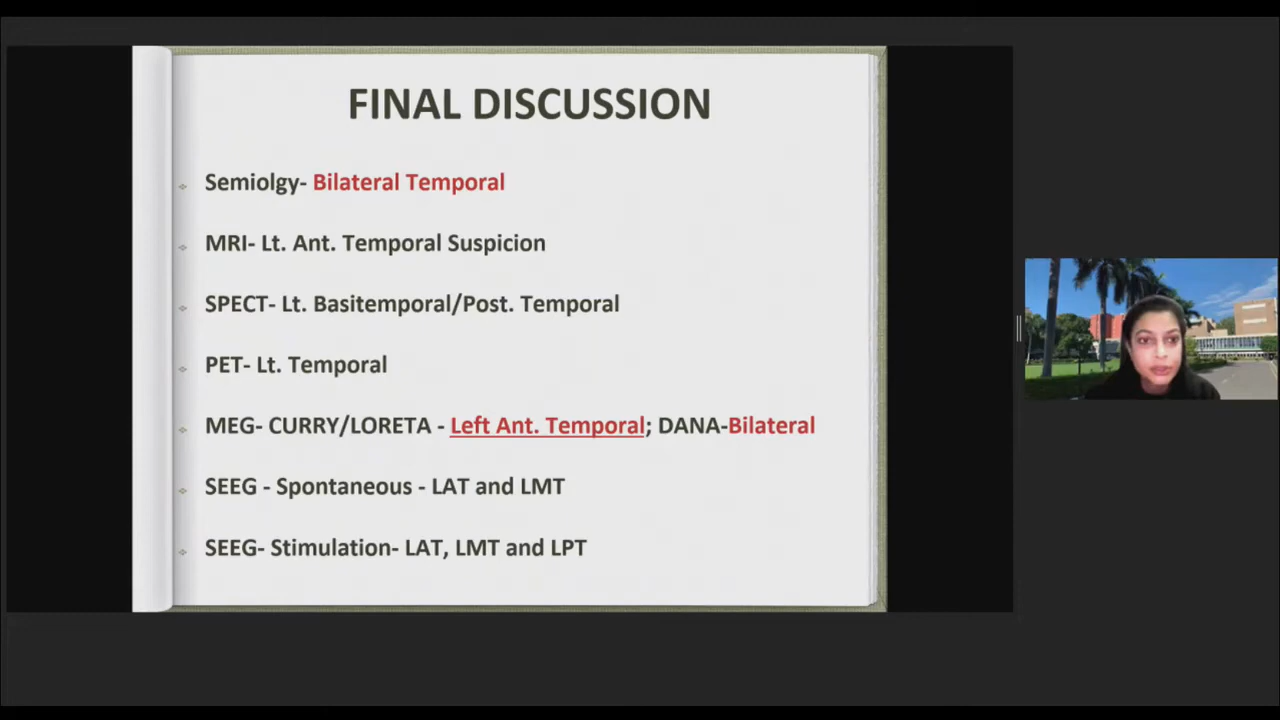 FINAL DISCUSSION
Semiolgy- Bilateral Temporal
MRI- Lt. Ant. Temporal Suspicion
SPECT- Lt. Basitemporal/Post. Temporal
PET- Lt. Temporal
MEG- CURRY/LORETA - Left Ant. Temporal; DANA-Bilateral
SEEG - Spontaneous - LAT and LMT
SEEG- Stimulation- LAT, LMT and LPT